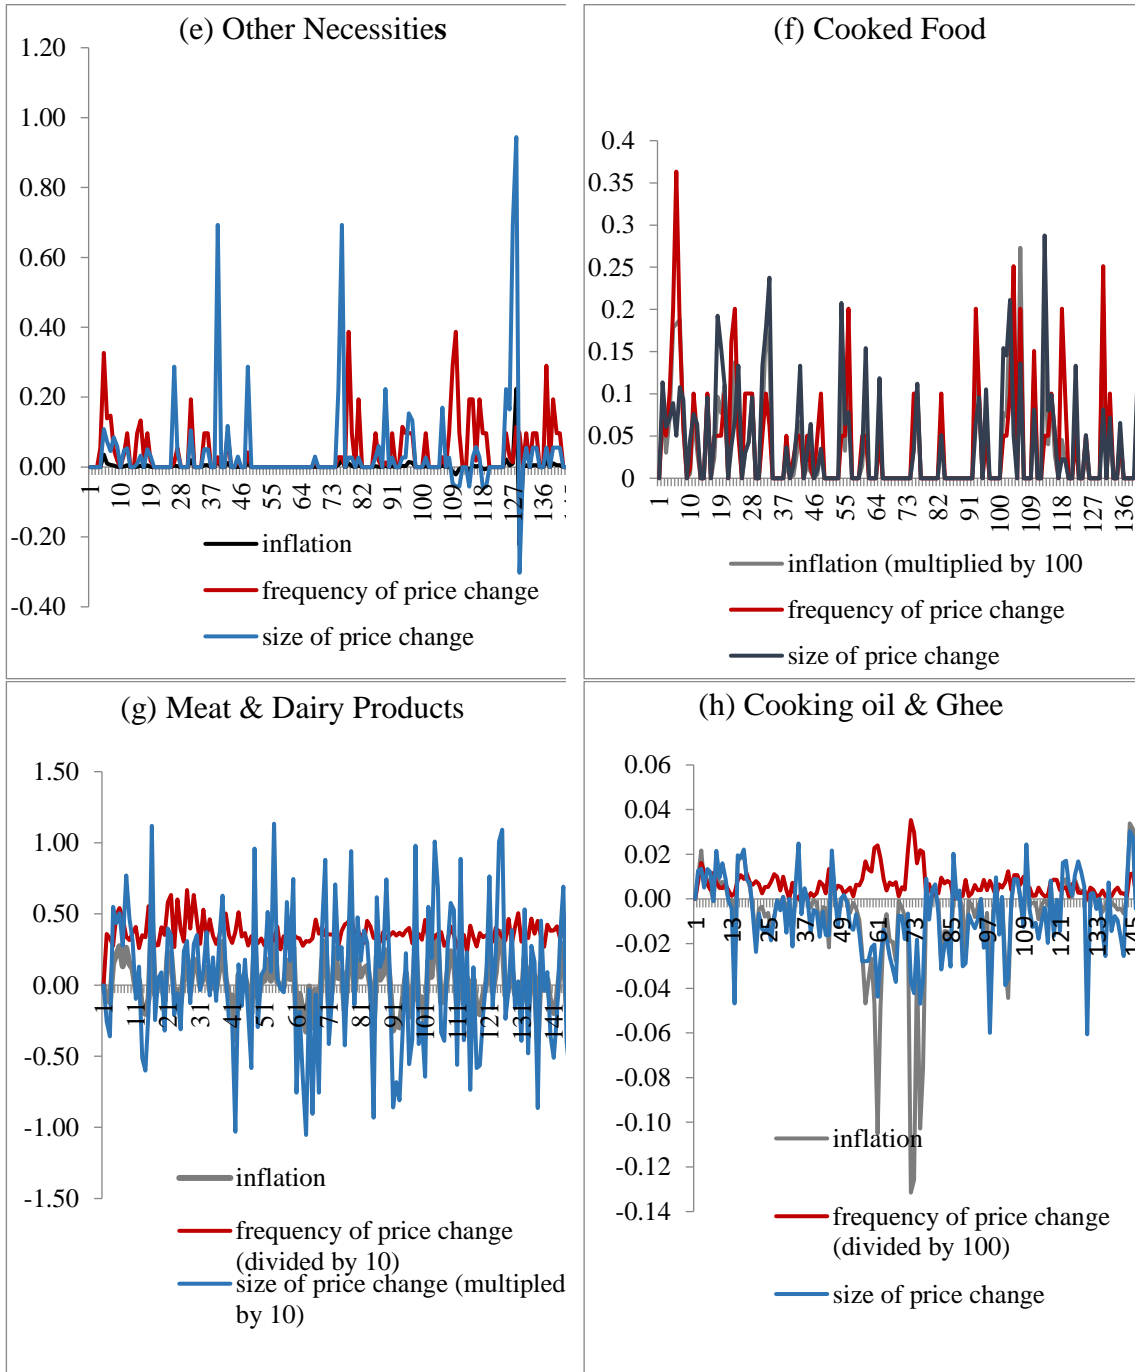 (e) Other Necessities
1.20
1.00
0.80
0.60
0.40
0.20
0.00
-0.20
-0.40
1 10 19 28 37 46 55 64 73 82 91 100 109 118 127 136
inflation
frequency of price change
size of price change
(f) Cooked Food
0.4
0.35
0.3
0.25
0.2
0.15
0.1
0.05
0
1 10 19 28 37 46 55 64 73 82 91 100 109 118 127 136
inflation (multiplied by 100
frequency of price change
size of price change
(g) Meat & Dairy Products
1.50
1.00
0.50
0.00
-0.50
-1.00
-1.50
1 11 21 31 41 51 61 71 81 91 101 111 121 131 141
inflation
frequency of price change
(divided by 10)
size of price change (multipled
by 10)
(h) Cooking oil & Ghee
0.06
0.04
0.02
0.00
-0.02
-0.04
-0.06
-0.08
-0.10
-0.12
-0.14
1 13 25 37 49 61 73 85 97 109 121 133 145
inflation
frequency of price change
(divided by 100)
size of price change